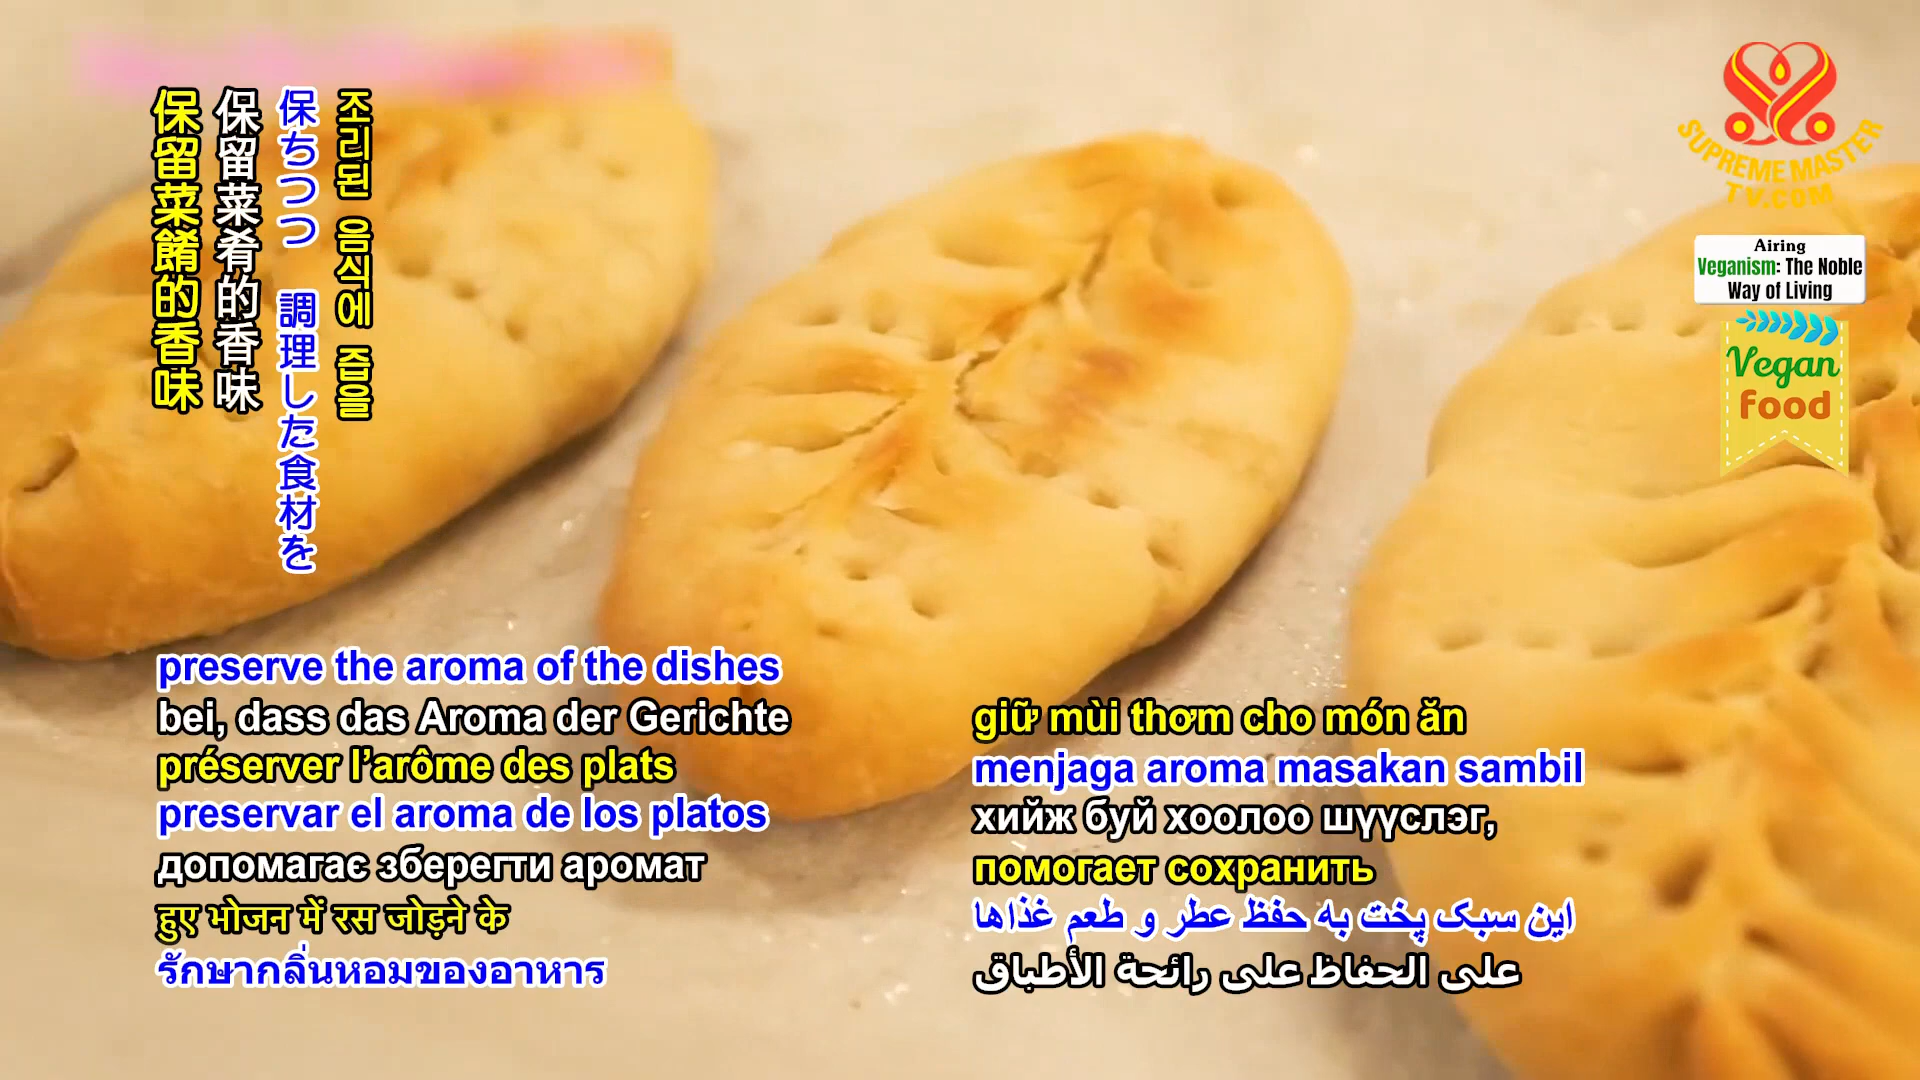 保留菜餚的香味
保留菜肴的香味
保ちつつ 調理した食材を
조리된 음식에 즙을
SUPREME MASTER
TV.COM
Airing
Veganism: The Noble
Way of Living
Vegan
food
preserve the aroma of the dishes
bei, dass das Aroma der Gerichte
préserver l’arôme des plats
preservar el aroma de los platos
допомагає зберегти аромат
हुए भोजन में रस जोड़ने के
รักษากลิ่นหอมของอาหาร
giữ mùi thơm cho món ăn
menjaga aroma masakan sambil
хийж буй хоолоо шүүслэг,
помогает сохранить
این سبک پخت به حفظ عطر و طعم غذاها
على الحفاظ على رائحة الأطباق